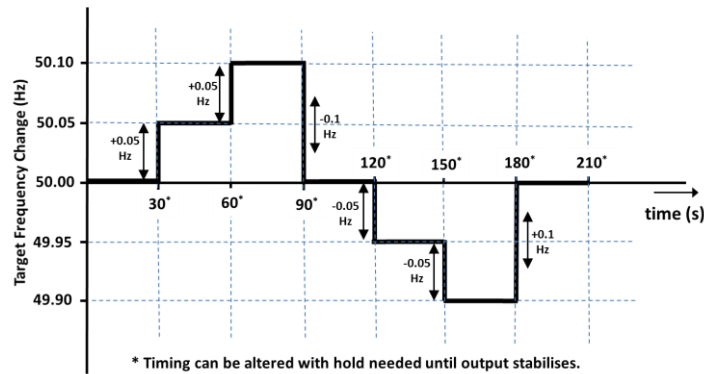 Target Frequency Change (Hz)
50.10
50.05
50.00
49.95
49.90
+0.05
Hz
+0.05
Hz
-0.1
Hz
-0.05
Hz
-0.05
Hz
+0.1
Hz
30*
60*
90*
120*
150*
180*
210*
time (s)
* Timing can be altered with hold needed until output stabilises.